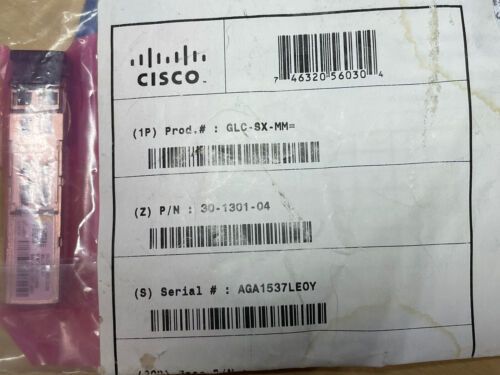 CISCO
7 46320 56030 4
(1P) Prod.# : GLC-SX-MM=
(Z) P/N : 30-1301-04
(S) Serial # : AGA1537LEOY